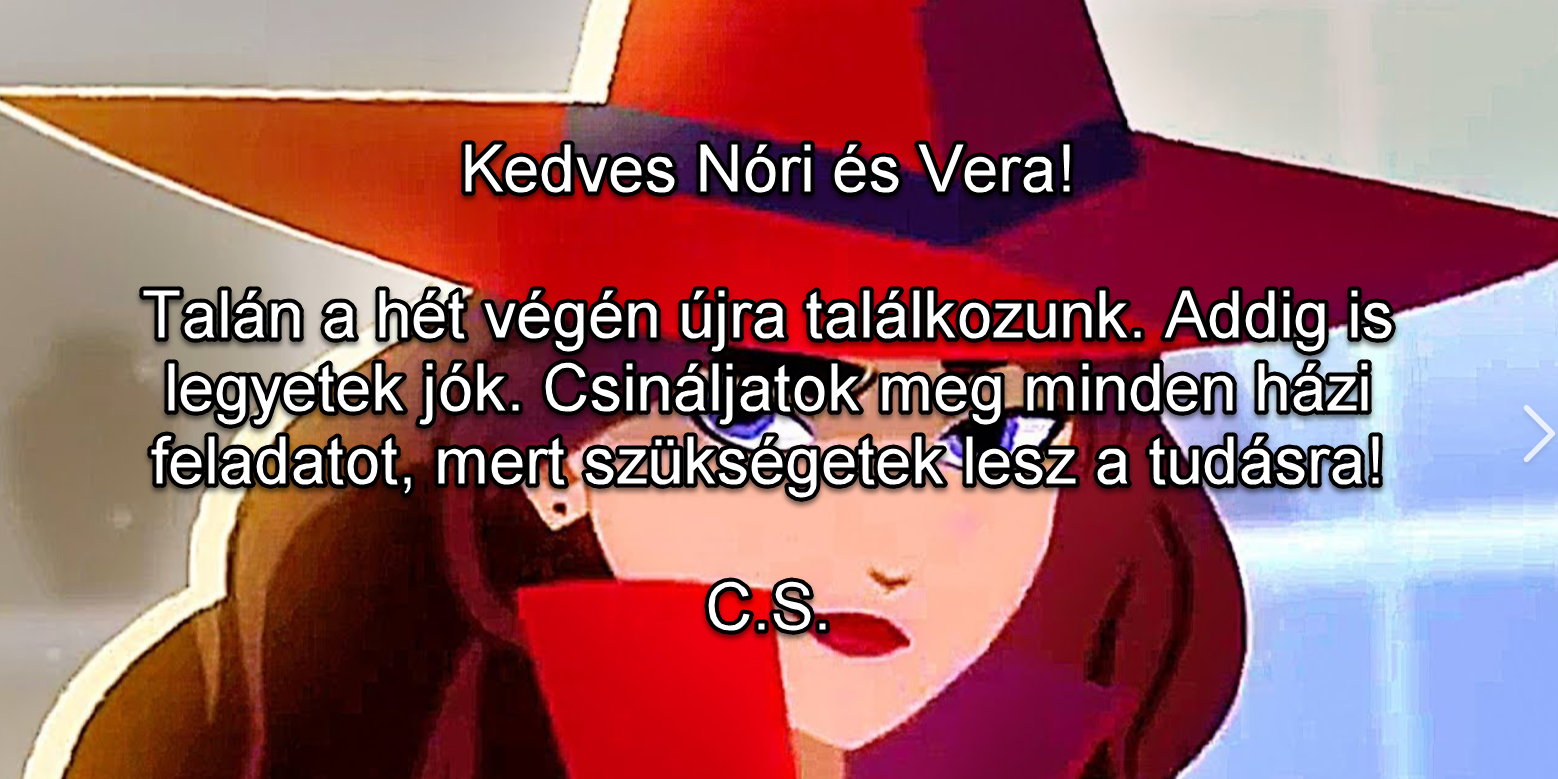 Kedves Nóri és Vera!
Talán a hét végén újra találkozunk. Addig is
legyetek jók. Csináljatok meg minden házi
feladatot, mert szükségetek lesz a tudásra!
C.S.